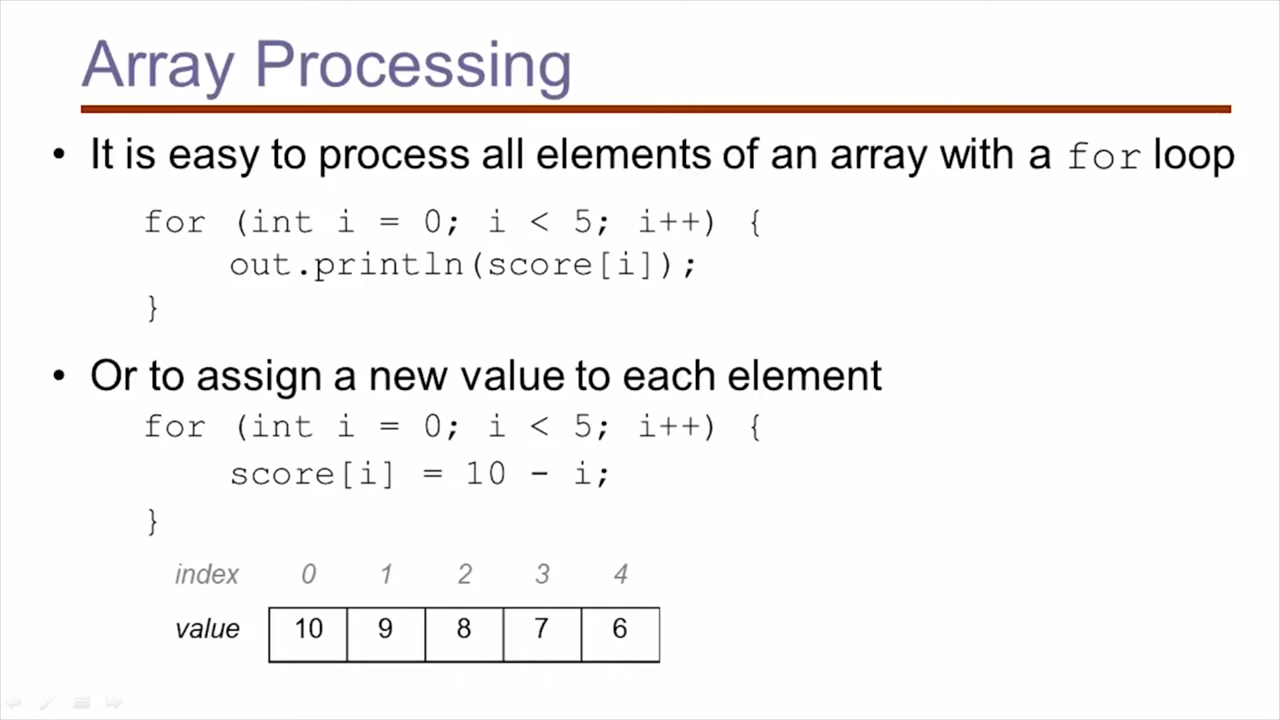 Array Processing
• It is easy to process all elements of an array with a for loop
for (int i = 0; i < 5; i++) {
out.println(score[i]);
}
• Or to assign a new value to each element
for (int i = 0; i < 5; i++) {
score[i] = 10 - i;
}
index 0 1 2 3 4
value 10 9 8 7 6